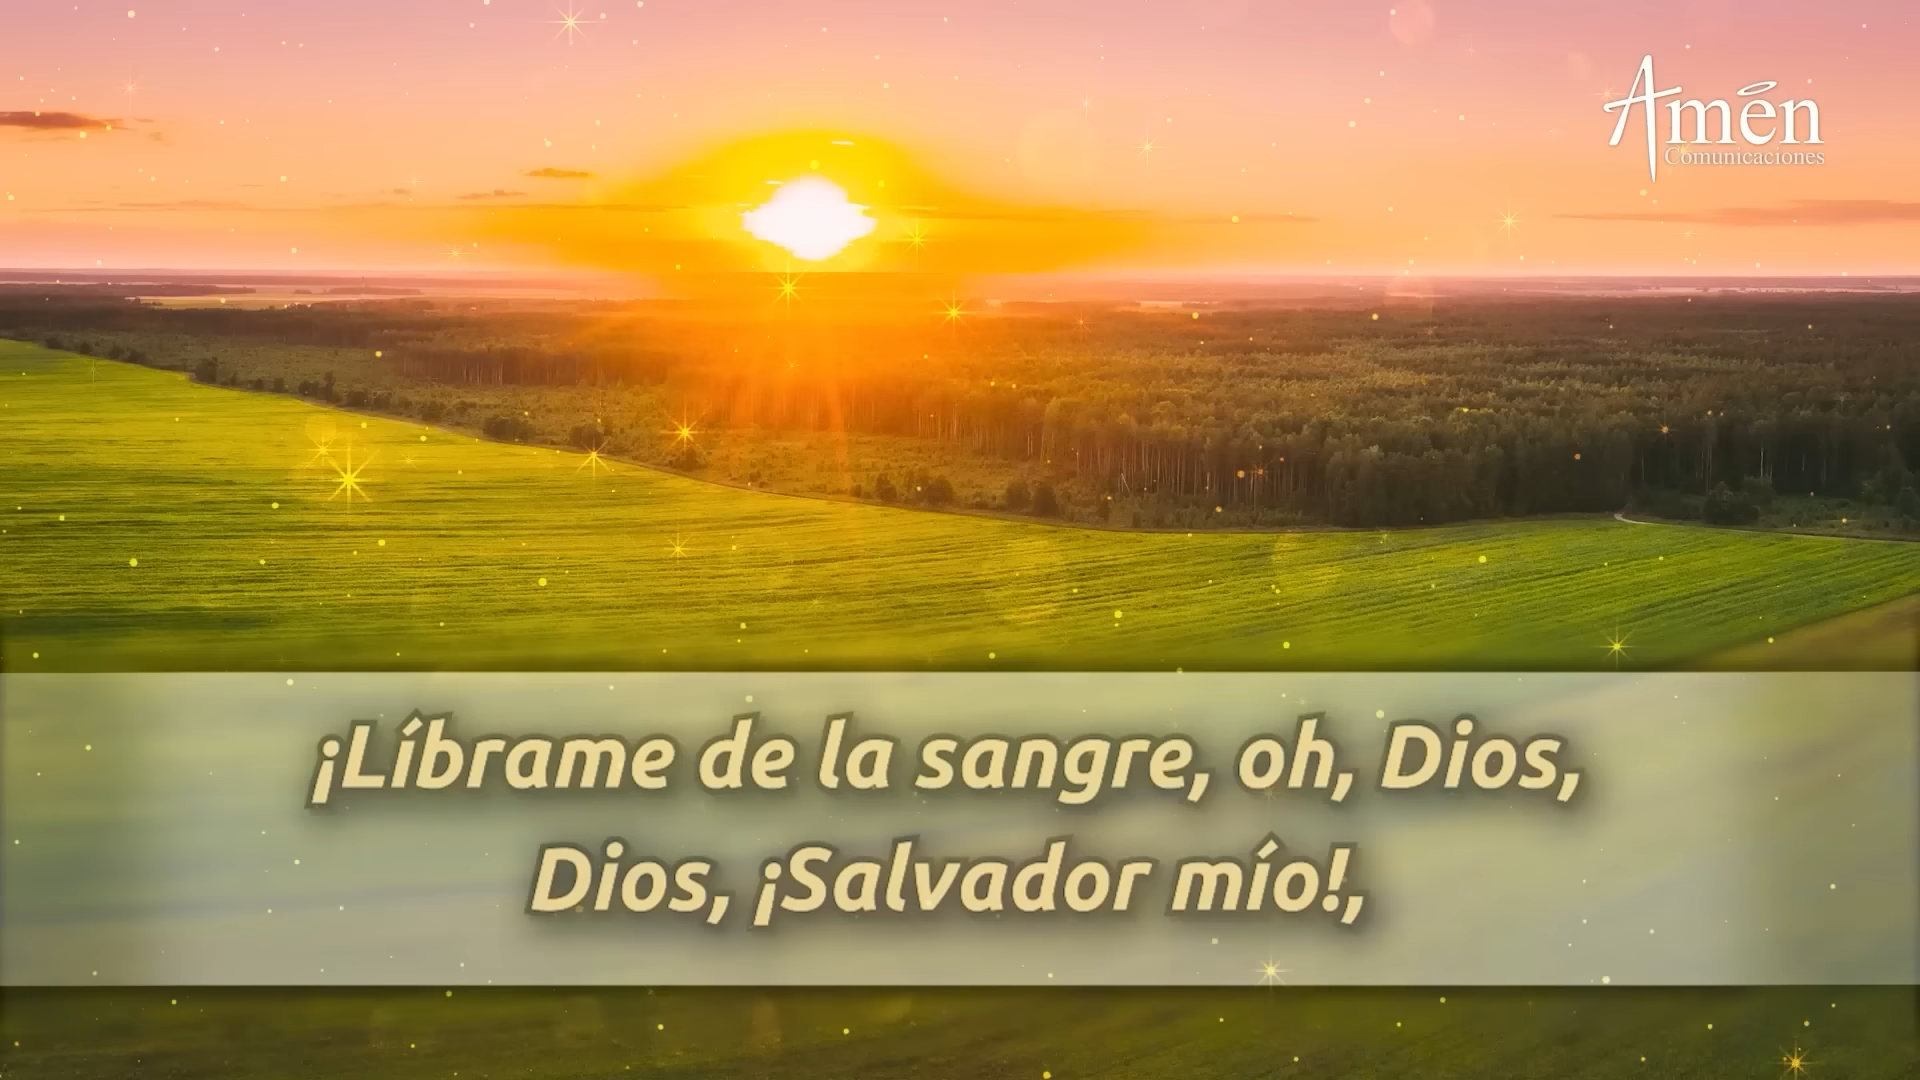 Amén
Comunicaciones
¡Líbrame de la sangre, oh, Dios,
Dios, ¡Salvador mío!,